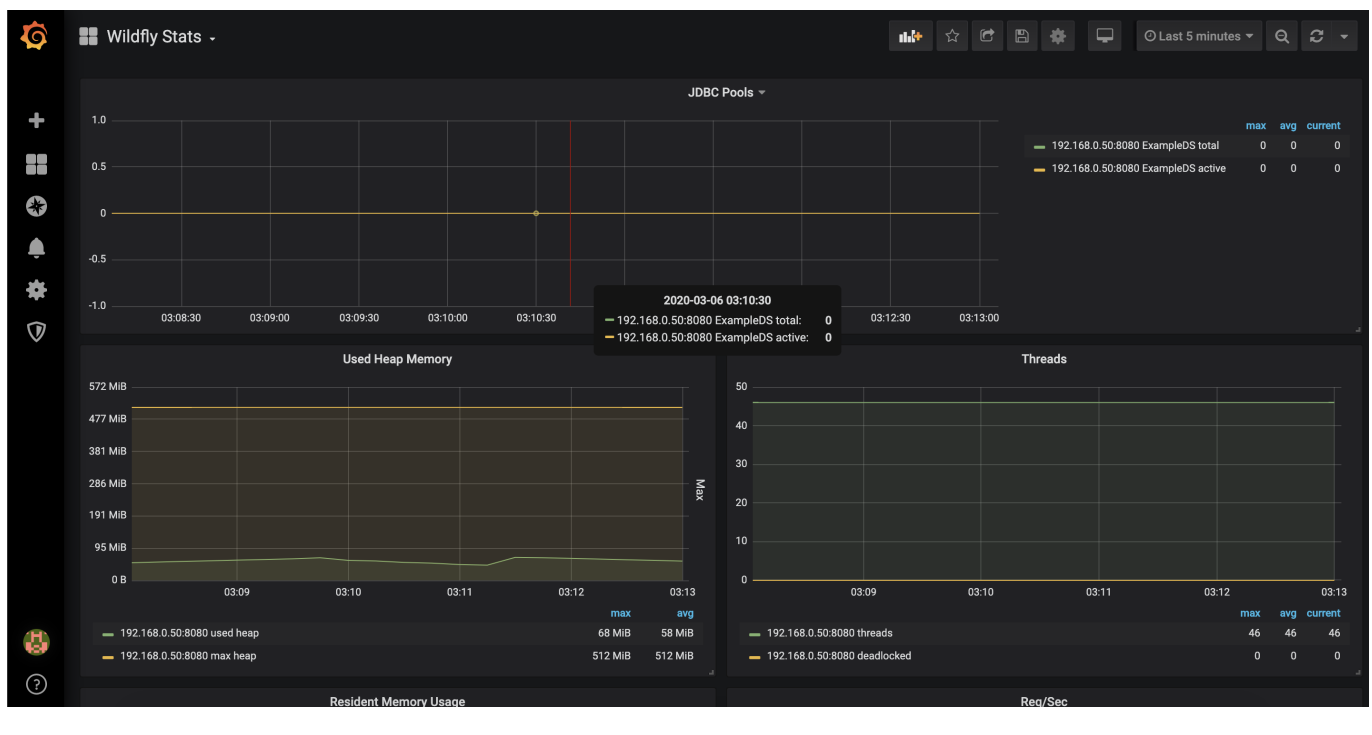 Wildfly Stats
Last 5 minutes
JDBC Pools
1.0
0.5
0
-0.5
-1.0
03:08:30 03:09:00 03:09:30 03:10:00 03:10:30 03:12:30 03:13:00
max avg current
192.168.0.50:8080 ExampleDS total 0 0 0
192.168.0.50:8080 ExampleDS active 0 0 0
2020-03-06 03:10:30
192.168.0.50:8080 ExampleDS total: 0
192.168.0.50:8080 ExampleDS active: 0
Used Heap Memory
572 MiB
477 MiB
381 MiB
286 MiB
191 MiB
95 MiB
0 B
Max
03:09 03:10 03:11 03:12 03:13
max avg
192.168.0.50:8080 used heap 68 MiB 58 MiB
192.168.0.50:8080 max heap 512 MiB 512 MiB
Threads
50
40
30
20
10
0
03:09 03:10 03:11 03:12 03:13
max avg current
192.168.0.50:8080 threads 46 46 46
192.168.0.50:8080 deadlocked 0 0 0
Resident Memory Usage
Req/Sec